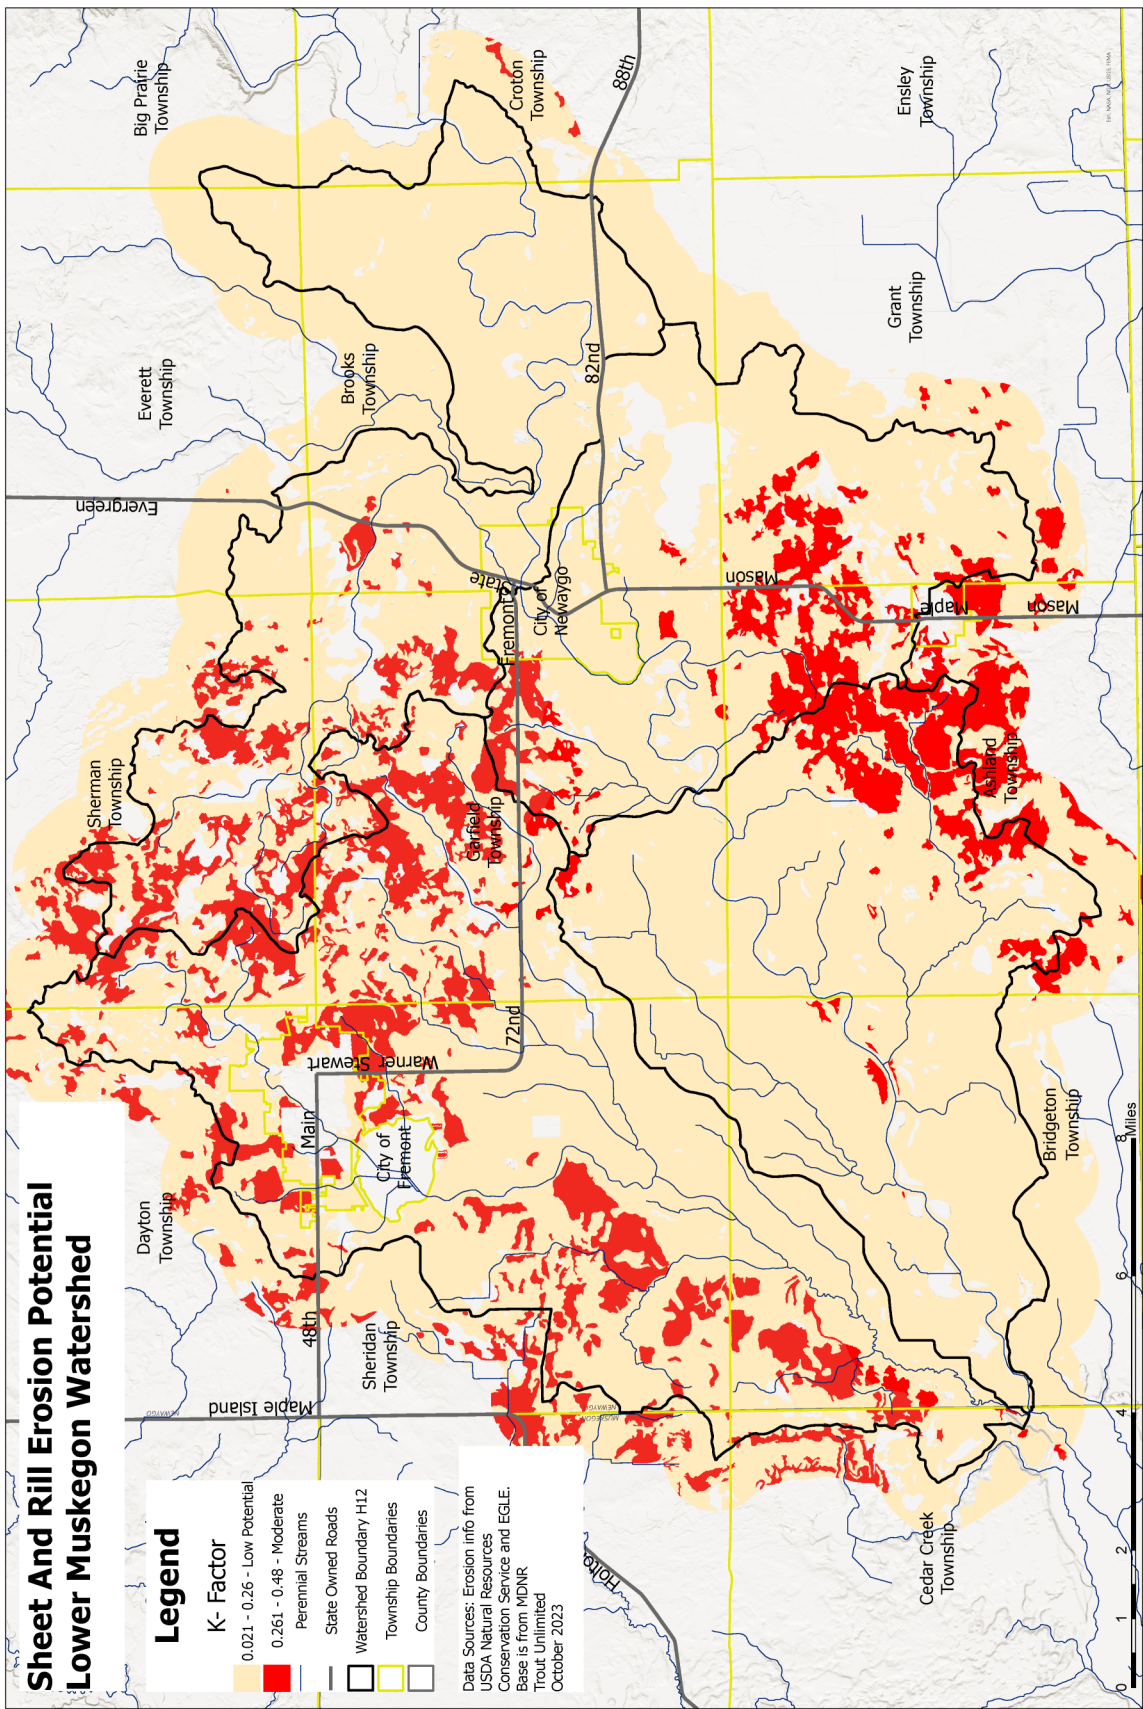 Sheet And Rill Erosion Potential
Lower Muskegon Watershed
Legend
K- Factor
0.021 - 0.26 - Low Potential
0.261 - 0.48 - Moderate
Perennial Streams
State Owned Roads
Watershed Boundary H12
Township Boundaries
County Boundaries
Data Sources: Erosion info from
USDA Natural Resources
Conservation Service and EGLE.
Base is from MDNR
Trout Unlimited
October 2023
Dayton
Township
Sherman
Township
Everett
Township
Big Prairie
Township
Evergreen
Brooks
Township
Croton
Township
88th
Maple Island
NEWAYGO
48th
Main
Stewart
Warner
Sheridan
Township
City of
Fremont
72nd
Garfield
Township
Fremont
State
City of
Newaygo
82nd
NEWAYGO
MUSKEGON
Holto
Mason
Maple
Mason
Grant
Township
Ensley
Township
Ashland
Township
Bridgeton
Township
Cedar Creek
Township
0
1
2
4
6
8
Miles